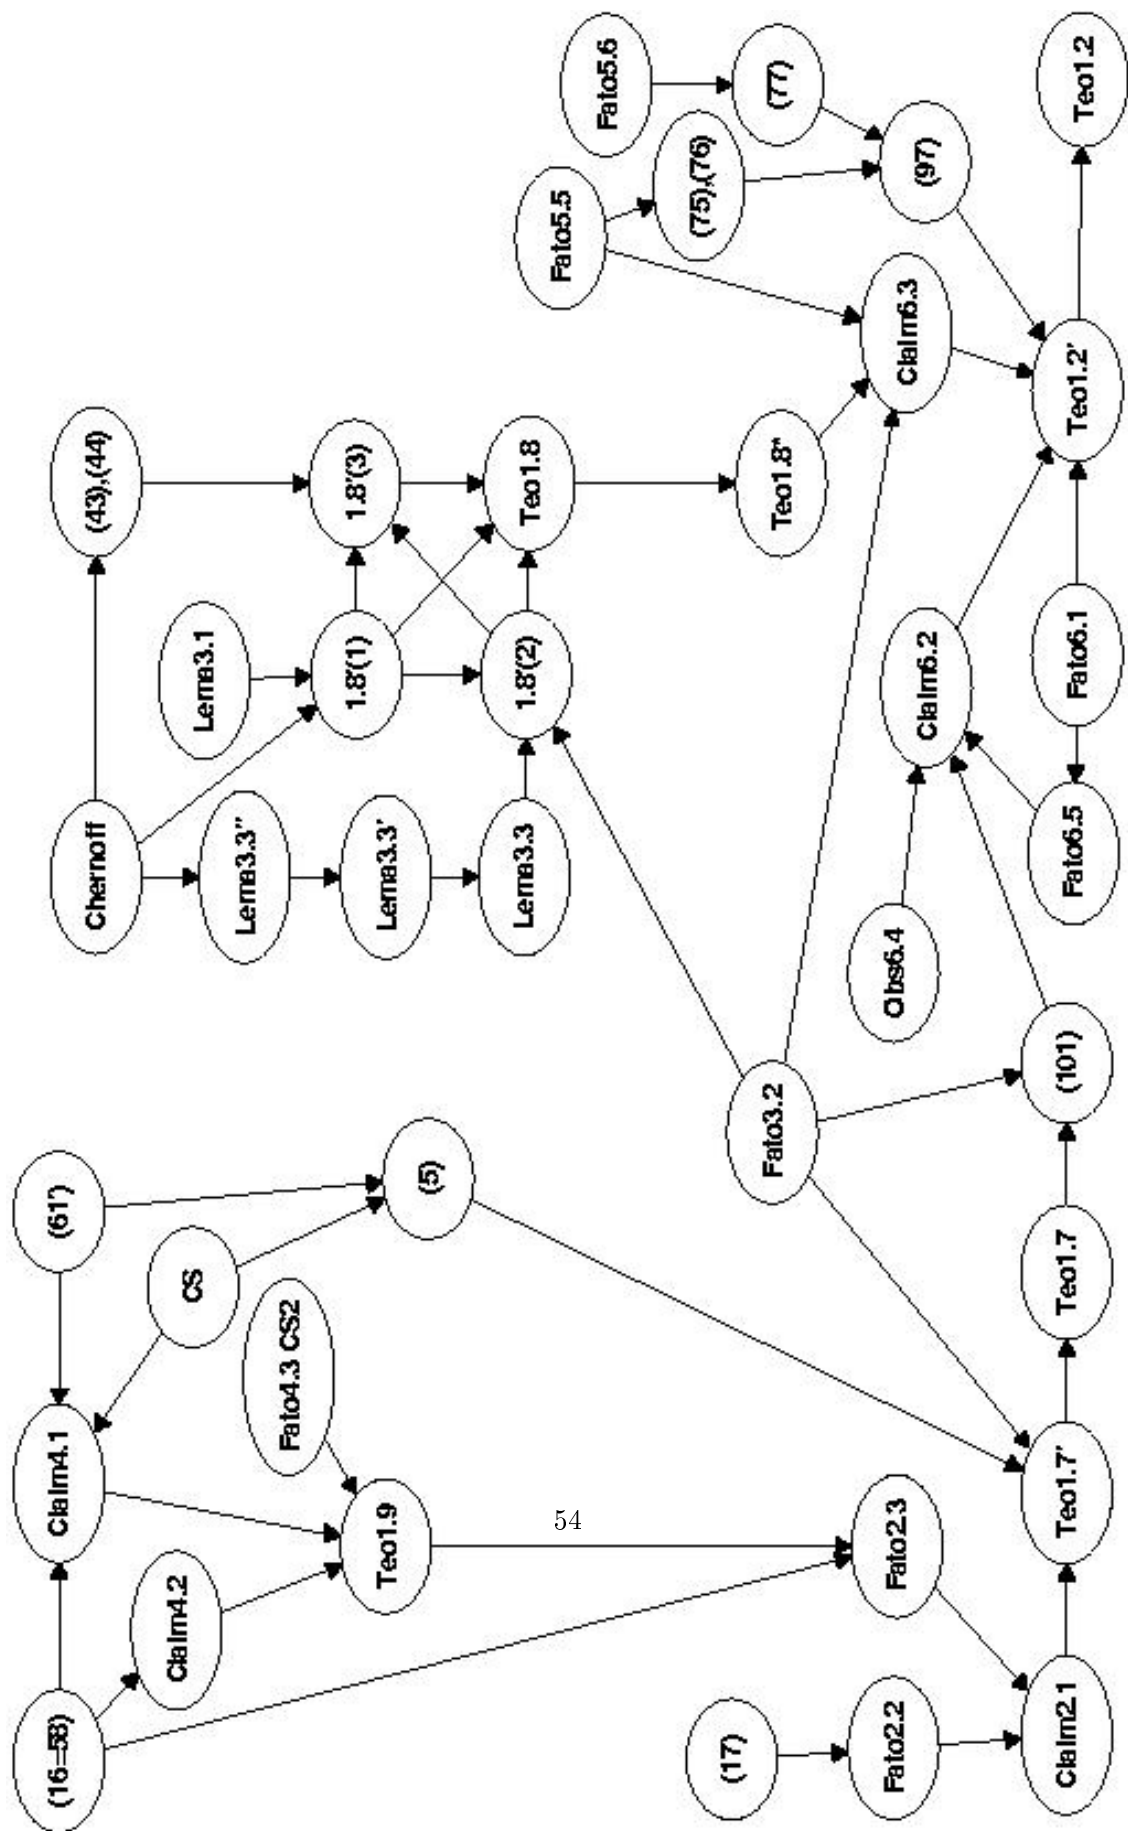 (16=58)
Claim4.1
(61')
Chernoff
(43),(44)
Claim4.2
CS
Lema3.1
Lema3.3''
Fato4.3 CS2
1.8'(1)
1.8'(3)
Teo1.9
Lema3.3'
(5)
Lema3.3
1.8'(2)
Teo1.8
Fato5.5
Fato5.6
(75),(76)
(17)
Fato3.2
Teo1.8"
(77)
Fato2.2
Fato2.3
Obs6.4
Claim6.2
Claim6.3
(97)
Claim2.1
Teo1.7'
Teo1.7
(101)
Fato6.5
Fato6.1
Teo1.2'
Teo1.2
54